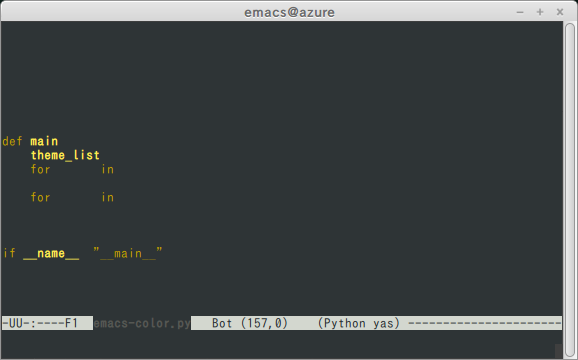 emacs@azure
def main
theme_list
for in
for in
if __name__ "__main__"
-UU-:----F1 emacs-color.py Bot (157,0) (Python yas) ----------------------